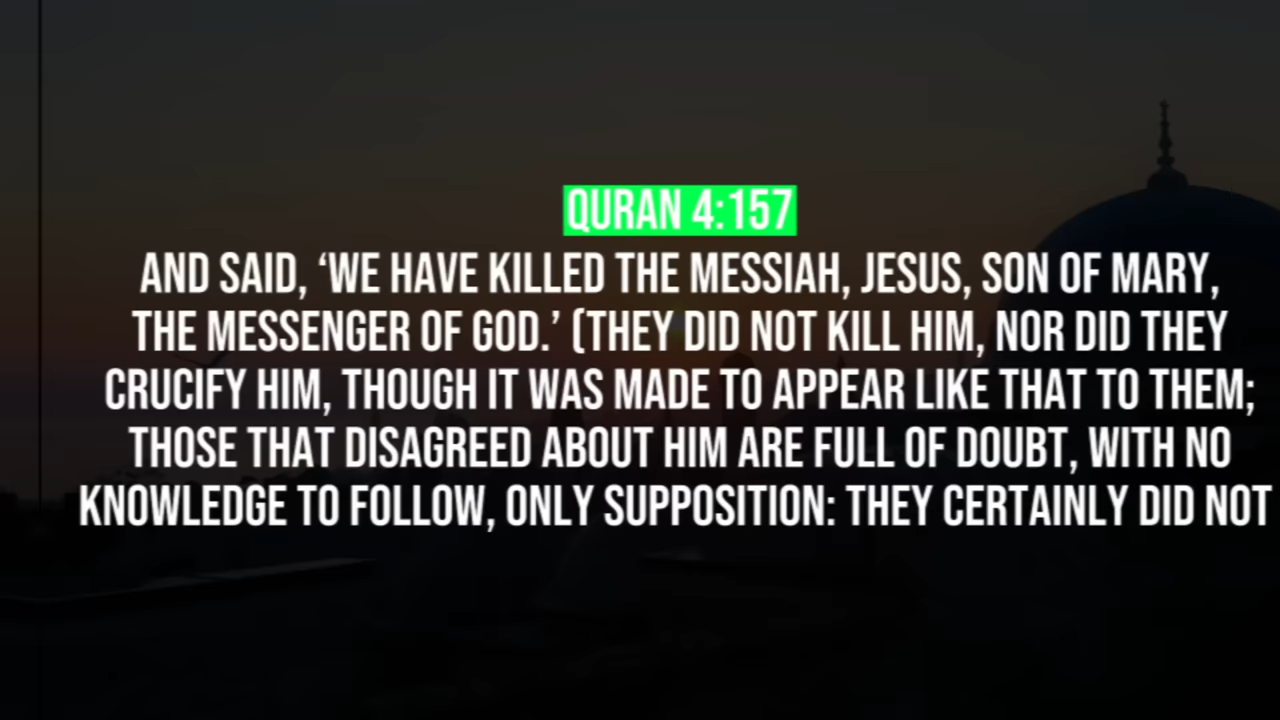 QURAN 4:157
AND SAID, ‘WE HAVE KILLED THE MESSIAH, JESUS, SON OF MARY,
THE MESSENGER OF GOD.’ (THEY DID NOT KILL HIM, NOR DID THEY
CRUCIFY HIM, THOUGH IT WAS MADE TO APPEAR LIKE THAT TO THEM;
THOSE THAT DISAGREED ABOUT HIM ARE FULL OF DOUBT, WITH NO
KNOWLEDGE TO FOLLOW, ONLY SUPPOSITION: THEY CERTAINLY DID NOT